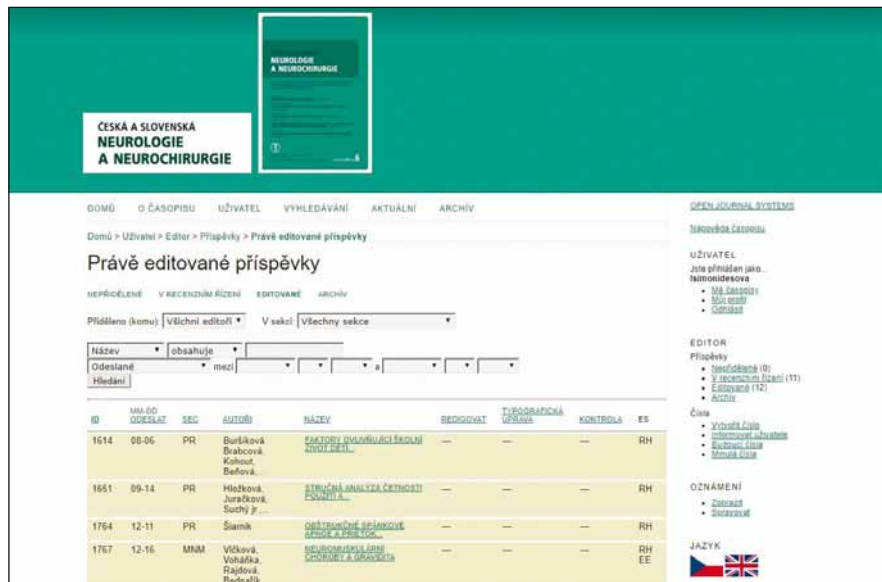 NEUROLOGIE
A NEUROCHIRURGIE
ČESKÁ A SLOVENSKÁ
NEUROLOGIE
A NEUROCHIRURGIE
DOMŮ O ČASOPISU UŽIVATEL VYHLEDÁVÁNÍ AKTUÁLNÍ ARCHÍV
Domů > Uživatel > Editor > Příspěvky > Právě editované příspěvky
Právě editované příspěvky
NEPŘIDĚLENÉ V RECENZNÍM ŘÍZENÍ EDITOVANÉ ARCHÍV
Přiděleno (komu): Všichni editoři V sekci: Všechny sekce
Název obsahuje
Odeslané mezi a
Hledání
ID MM-DD ODESLAT SEC AUTOŘI NÁZEV REDIGOVAT TYPOGRAFICKÁ ÚPRAVA KONTROLA ES
1614 08-06 PR Buršíková Brabcová, Kohout, Beňová,... FAKTORY OVLIVŇUJÍCÍ ŠKOLNÍ ŽIVOT DĚTÍ... — — — RH
1651 09-14 PR Hložková, Juračková, Suchý jr.,... STRUČNÁ ANALÝZA ČETNOSTI POUŽITÍ A... — — — RH
1764 12-11 PR Šiarnik OBŠTRUKČNÉ SPÁNKOVÉ APNOE A PRIETOK... — — — RH
1767 12-16 MNM Vlčková, Voháňka, Rajdová, Bednařík NEUROMUSKULÁRNÍ CHOROBY A GRAVIDITA — — — RH EE
OPEN JOURNAL SYSTEMS
Nápověda časopisu
UŽIVATEL
Jste přihlášen jako...
lsimonidesova
Mé časopisy
Můj profil
Odhlásit
EDITOR
Příspěvky
Nepřidělené (0)
V recenzním řízení (11)
Editované (12)
Archív
Čísla
Vytvořit číslo
Informovat uživatele
Budoucí čísla
Minulá čísla
OZNÁMENÍ
Zobrazit
Spravovat
JAZYK